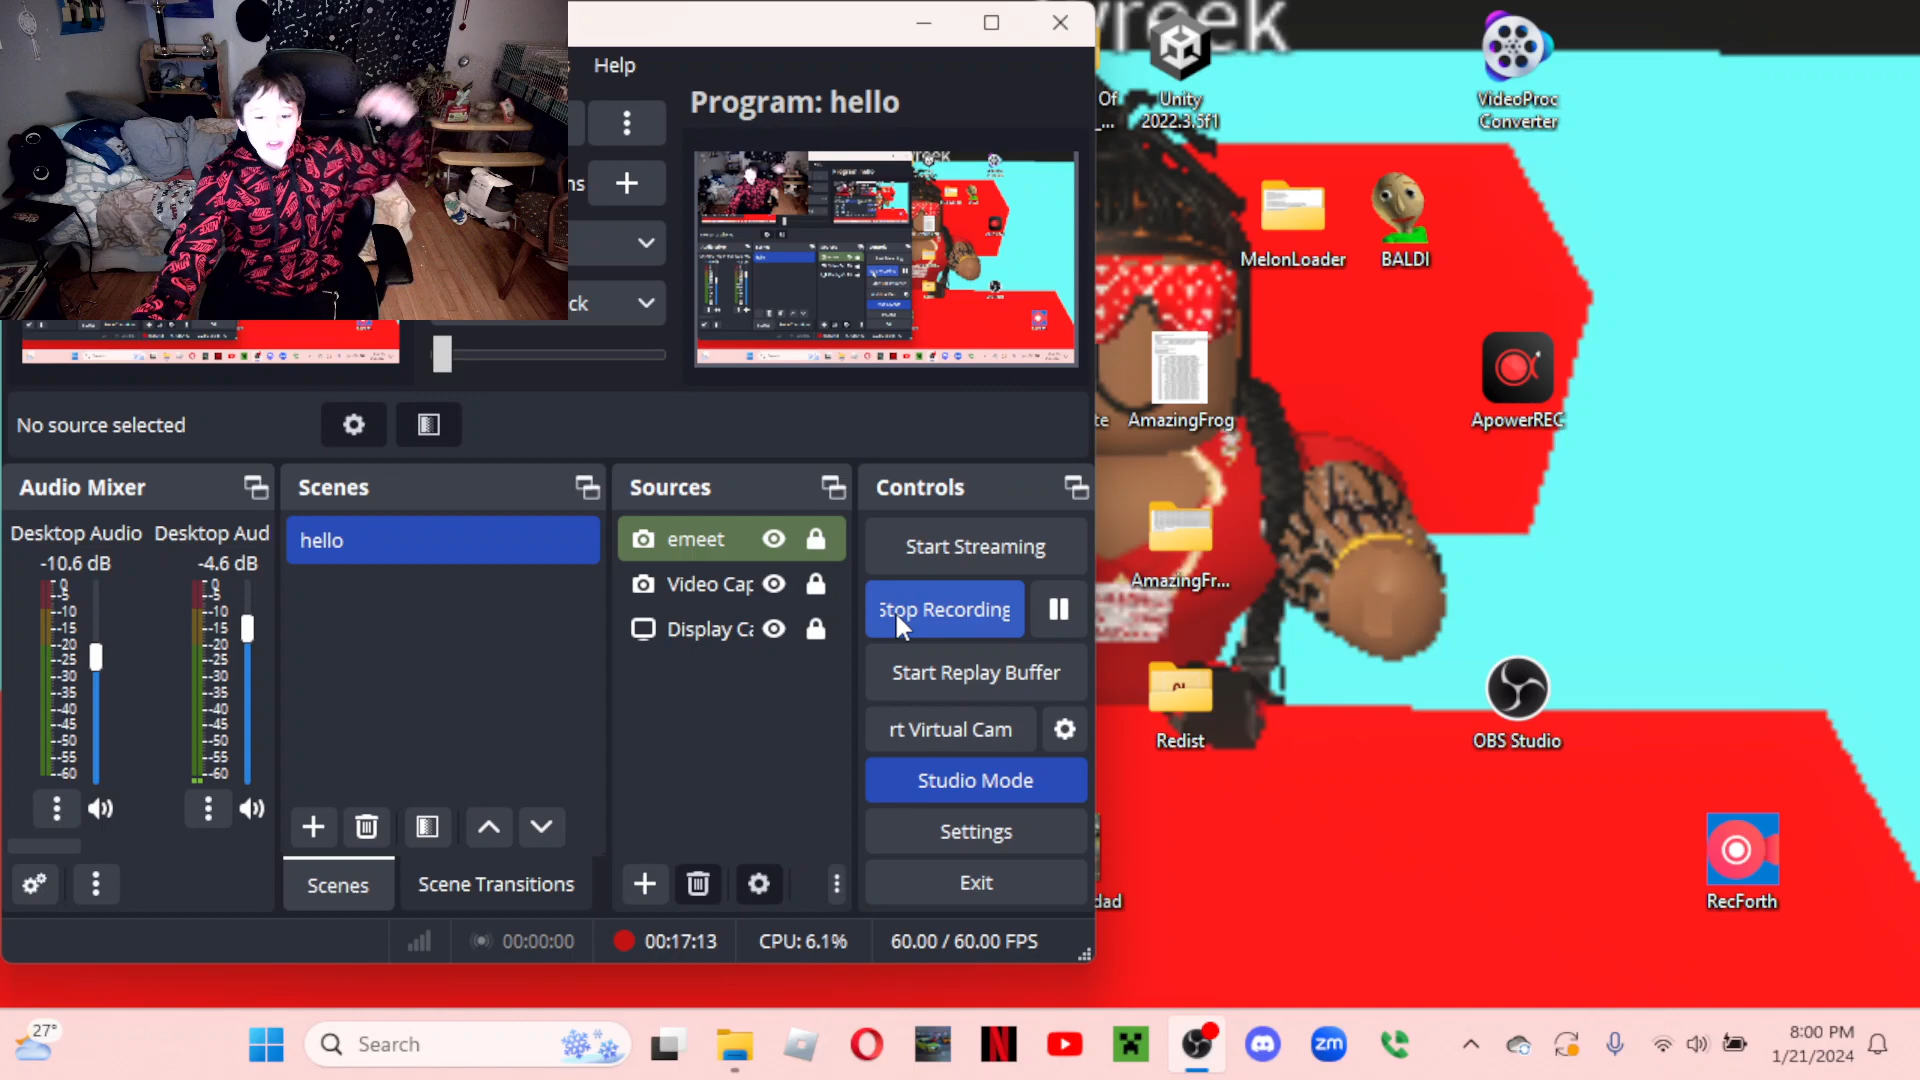 Help
Program: hello
No source selected
Audio Mixer
Scenes
Sources
Controls
Desktop Audio
Desktop Aud
-10.6 dB
-4.6 dB
hello
emeet
Video Cap
Display Ca
Start Streaming
Stop Recording
Start Replay Buffer
rt Virtual Cam
Studio Mode
Settings
Exit
Scenes
Scene Transitions
00:00:00
00:17:13
CPU: 6.1%
60.00 / 60.00 FPS
Unity
2022.3.5f1
VideoProc
Converter
MelonLoader
BALDI
AmazingFrog
ApowerREC
AmazingFr...
Redist
OBS Studio
RecForth
27°
Search
zm
8:00 PM
1/21/2024